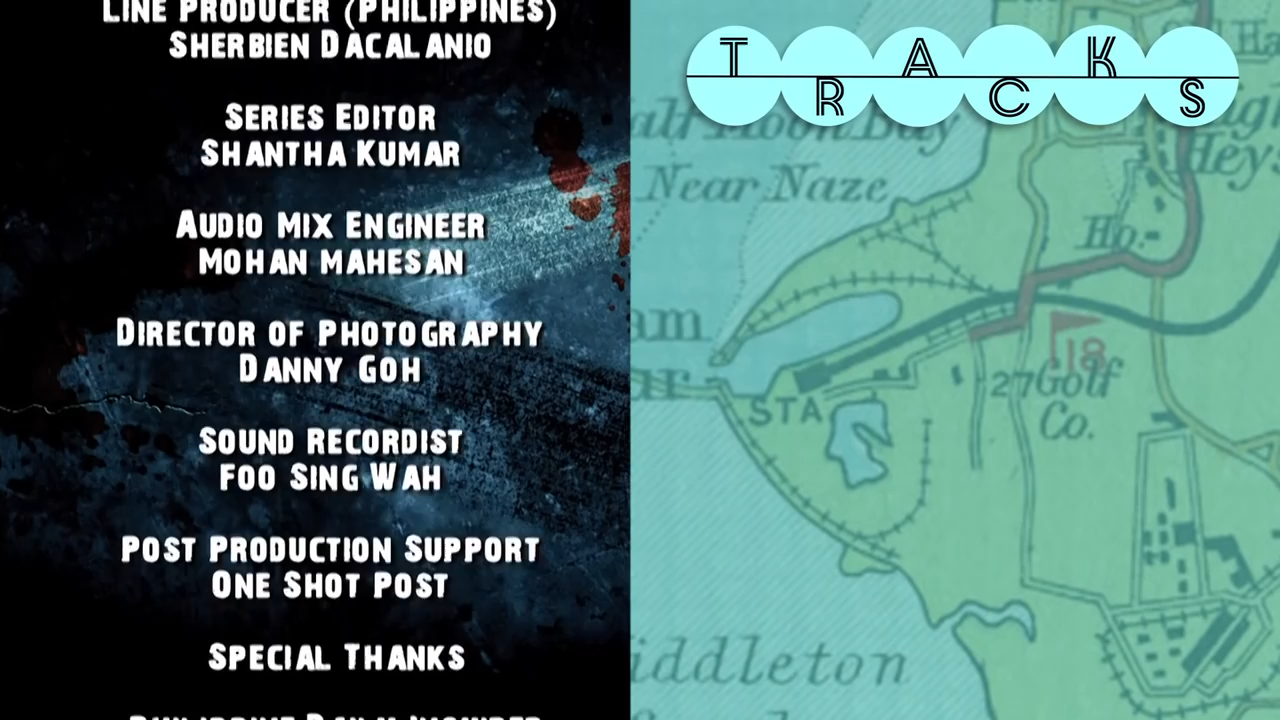 LINE PRODUCER (PHILIPPINES)
SHERBIEN DACALANIO
SERIES EDITOR
SHANTHA KUMAR
AUDIO MIX ENGINEER
MOHAN MAHESAN
DIRECTOR OF PHOTOGRAPHY
DANNY GOH
SOUND RECORDIST
FOO SING WAH
POST PRODUCTION SUPPORT
ONE SHOT POST
SPECIAL THANKS
TRACKS
Moon Bay
Near Naze
Ho.
STA
18
27 Golf
Co.
iddleton